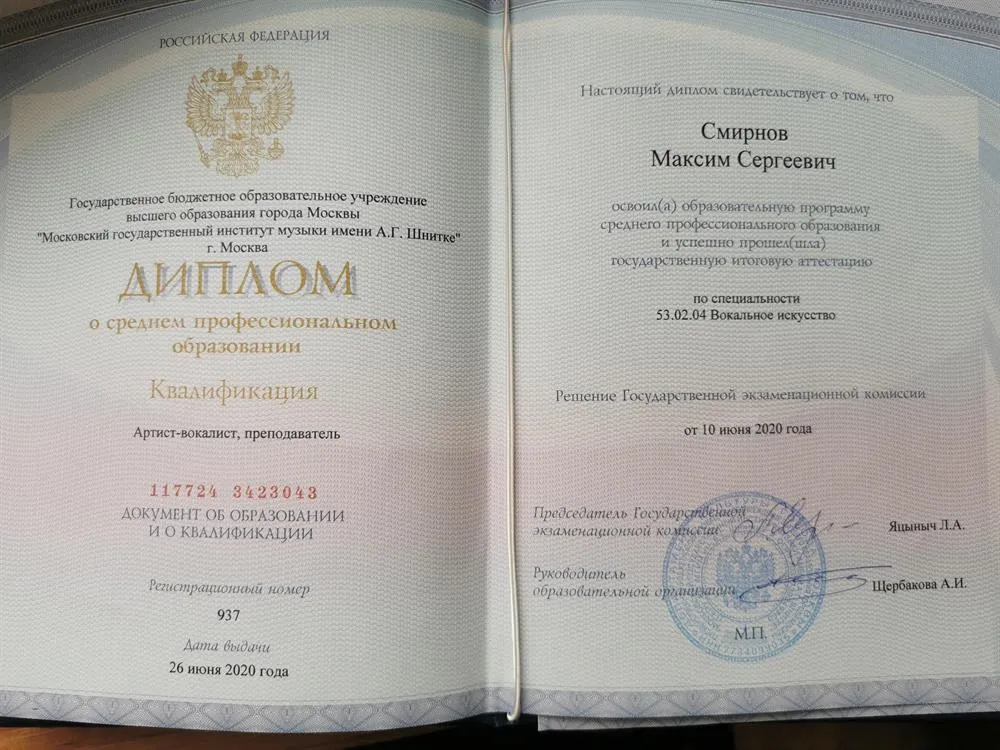 РОССИЙСКАЯ ФЕДЕРАЦИЯ
Государственное бюджетное образовательное учреждение
высшего образования города Москвы
"Московский государственный институт музыки имени А.Г. Шнитке"
г. Москва
ДИПЛОМ
о среднем профессиональном
образовании
Квалификация
Артист-вокалист, преподаватель
117724 3423043
ДОКУМЕНТ ОБ ОБРАЗОВАНИИ
И О КВАЛИФИКАЦИИ
Регистрационный номер
937
Дата выдачи
26 июня 2020 года
Настоящий диплом свидетельствует о том, что
Смирнов
Максим Сергеевич
освоил(а) образовательную программу
среднего профессионального образования
и успешно прошел(шла)
государственную итоговую аттестацию
по специальности
53.02.04 Вокальное искусство
Решение Государственной экзаменационной комиссии
от 10 июня 2020 года
Председатель Государственной
экзаменационной комиссии
Яцыныч Л.А.
Руководитель
образовательной организации
Щербакова А.И.
М.П.